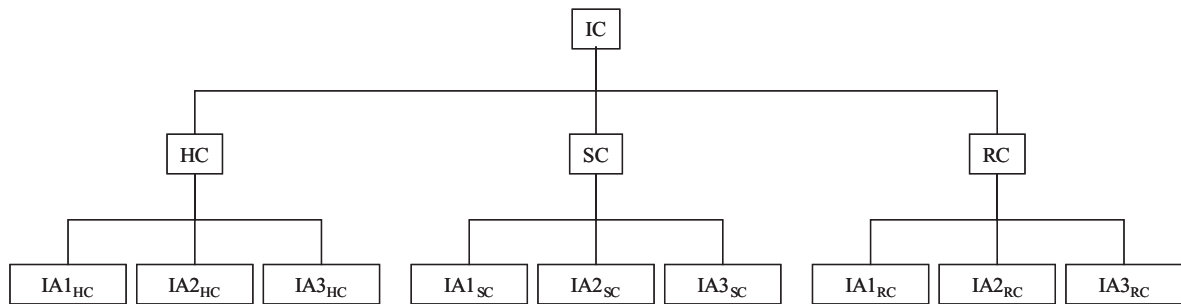 IC
HC SC RC
IA1HC IA2HC IA3HC IA1SC IA2SC IA3SC IA1RC IA2RC IA3RC